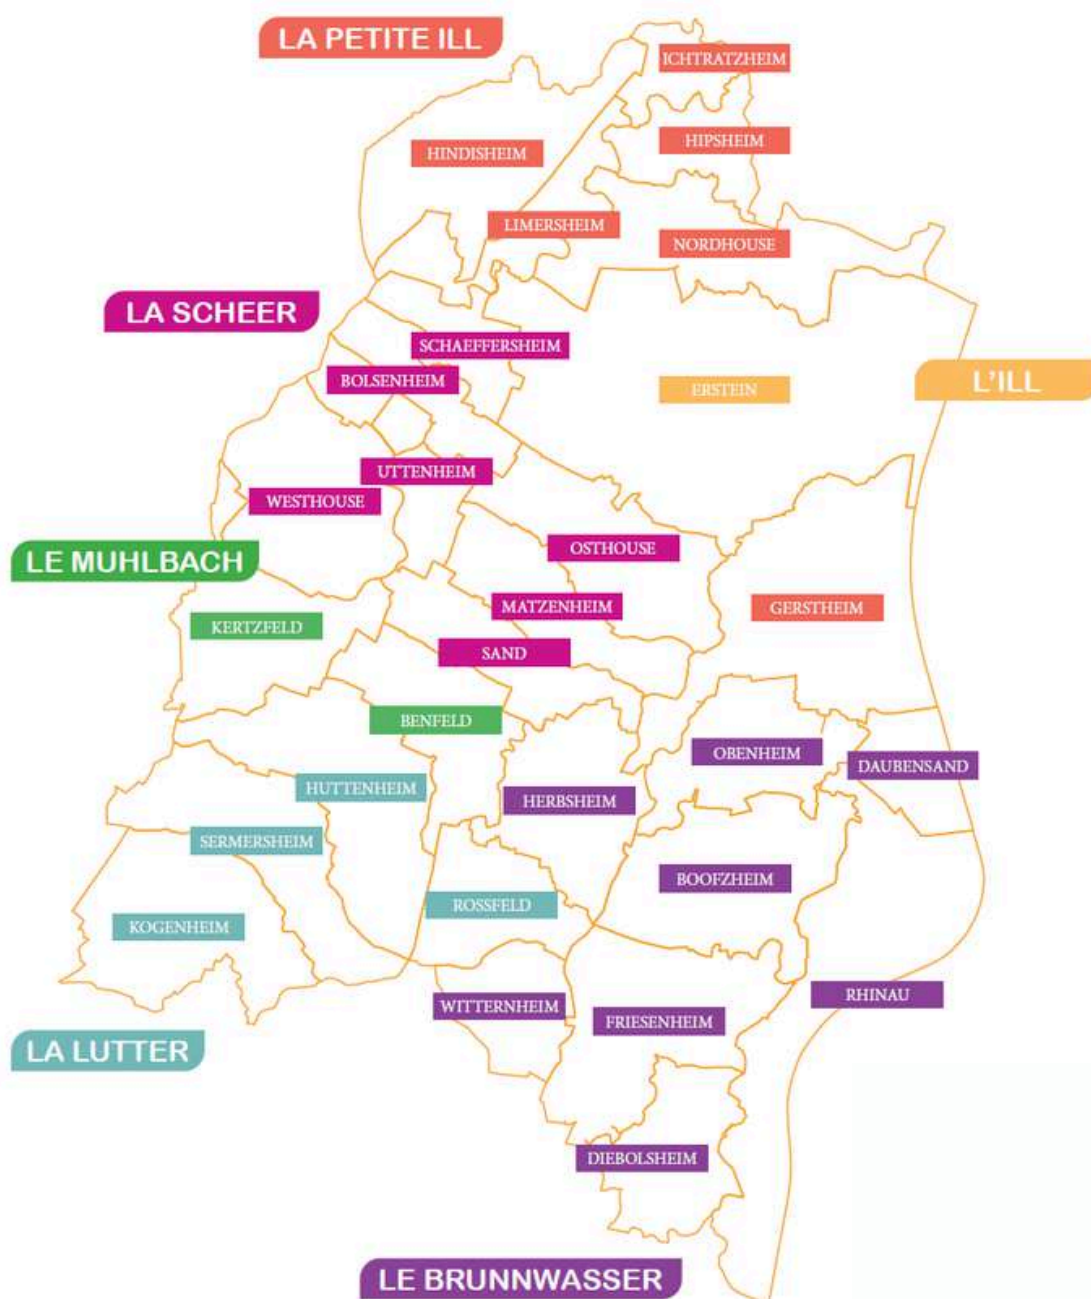 LA PETITE ILL
ICHTRATZHEIM
HIPSHEIM
HINDISHEIM
LIMERSHEIM
NORDHOUSE
LA SCHEER
SCHAEFFERSHEIM
BOLSENHEIM
ERSTEIN
L'ILL
UTTENHEIM
WESTHOUSE
OSTHOUSE
LE MUHLBACH
MATZENHEIM
GERSTHEIM
KERTZFELD
SAND
BENFELD
OBENHEIM
DAUBENSAND
HUTTENHEIM
HERBSHEIM
SERMERSHEIM
BOOFZHEIM
ROSSFELD
KOGENHEIM
RHINAU
WITTERNHEIM
FRIESENHEIM
LA LUTTER
DIEBOLSHEIM
LE BRUNNWASSER